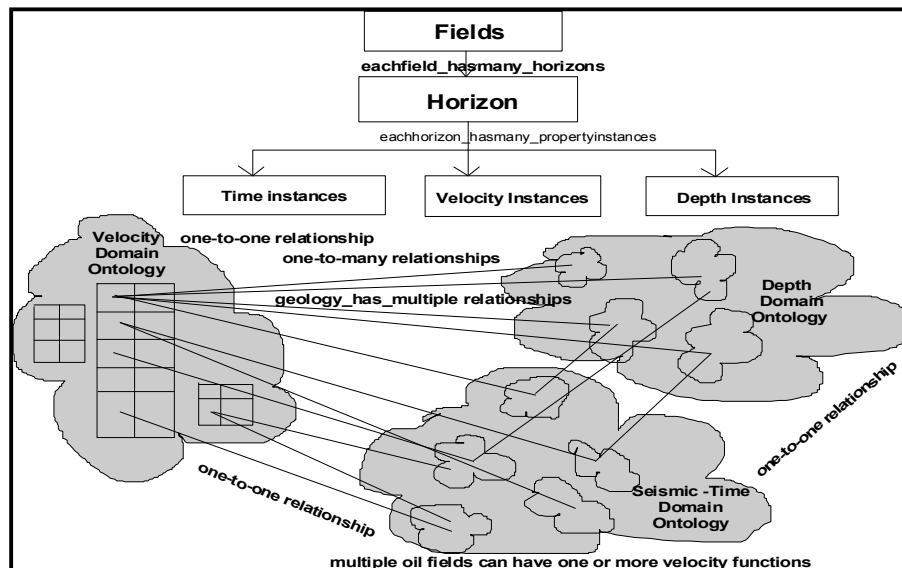 Fields
eachfield_hasmany_horizons
Horizon
eachhorizon_hasmany_propertyinstances
Time instances
Velocity Instances
Depth Instances
Velocity
Domain
Ontology
one-to-one relationship
one-to-many relationships
geology_has_multiple relationships
Depth
Domain
Ontology
one-to-one relationship
one-to-one relationship
Seismic -Time
Domain
Ontology
multiple oil fields can have one or more velocity functions